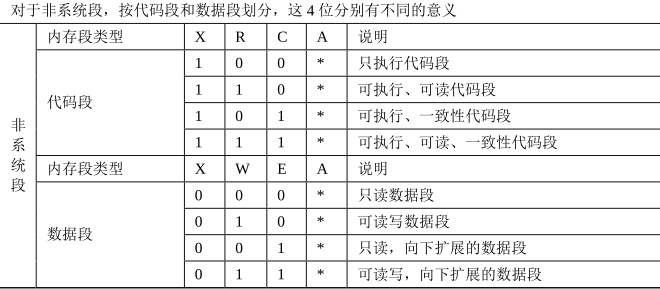 对于非系统段，按代码段和数据段划分，这 4 位分别有不同的意义
内存段类型 X R C A 说明
1 0 0 * 只执行代码段
1 1 0 * 可执行、可读代码段
代码段
1 0 1 * 可执行、一致性代码段
1 1 1 * 可执行、可读、一致性代码段
非系统段
内存段类型 X W E A 说明
0 0 0 * 只读数据段
0 1 0 * 可读写数据段
数据段
0 0 1 * 只读，向下扩展的数据段
0 1 1 * 可读写，向下扩展的数据段